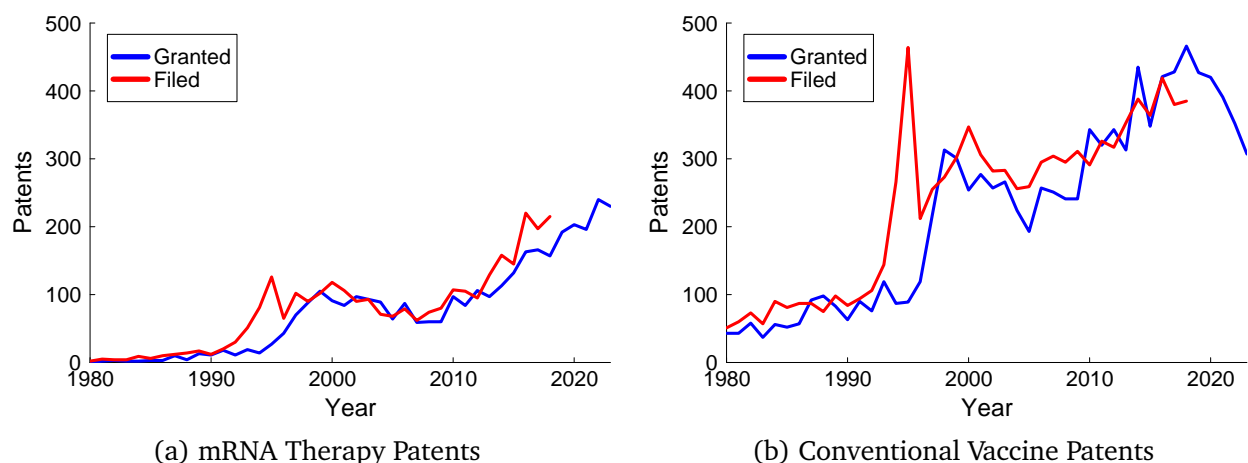 500
400
300
200
100
0
Patents
Granted
Filed
1980 1990 2000 2010 2020
Year
(a) mRNA Therapy Patents
500
400
300
200
100
0
Patents
Granted
Filed
1980 1990 2000 2010 2020
Year
(b) Conventional Vaccine Patents